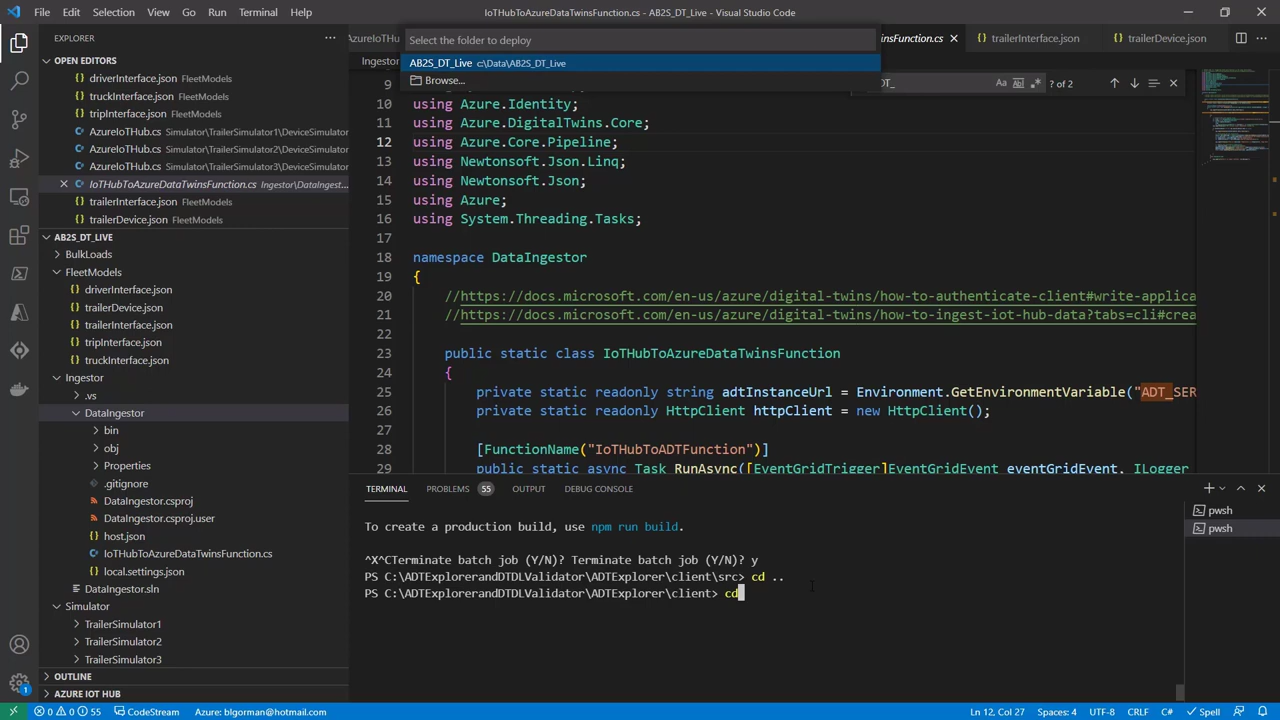 File Edit Selection View Go Run Terminal Help
IoTHubToAzureDataTwinsFunction.cs - AB2S_DT_Live - Visual Studio Code
EXPLORER
OPEN EDITORS
driverInterface.json FleetModels
truckInterface.json FleetModels
tripInterface.json FleetModels
AzureIoTHub.cs Simulator\TrailerSimulator1\DeviceSimulator
AzureIoTHub.cs Simulator\TrailerSimulator2\DeviceSimulator
AzureIoTHub.cs Simulator\TrailerSimulator3\DeviceSimulator
IoTHubToAzureDataTwinsFunction.cs Ingestor\DataIngest...
trailerInterface.json FleetModels
trailerDevice.json FleetModels
AB2S_DT_LIVE
BulkLoads
FleetModels
driverInterface.json
trailerDevice.json
trailerInterface.json
tripInterface.json
truckInterface.json
Ingestor
.vs
DataIngestor
bin
obj
Properties
.gitignore
DataIngestor.csproj
DataIngestor.csproj.user
host.json
IoTHubToAzureDataTwinsFunction.cs
local.settings.json
DataIngestor.sln
Simulator
TrailerSimulator1
TrailerSimulator2
TrailerSimulator3
OUTLINE
AZURE IOT HUB
AzureIoTH
Select the folder to deploy
AB2S_DT_Live c:\Data\AB2S_DT_Live
Browse...
insFunction.cs
trailerInterface.json
trailerDevice.json
Ingestor
DT_
Aa
? of 2
9
10 using Azure.Identity;
11 using Azure.DigitalTwins.Core;
12 using Azure.Core.Pipeline;
13 using Newtonsoft.Json.Linq;
14 using Newtonsoft.Json;
15 using Azure;
16 using System.Threading.Tasks;
17
18 namespace DataIngestor
19 {
20 //https://docs.microsoft.com/en-us/azure/digital-twins/how-to-authenticate-client#write-applica
21 //https://docs.microsoft.com/en-us/azure/digital-twins/how-to-ingest-iot-hub-data?tabs=cli#crea
22
23 public static class IoTHubToAzureDataTwinsFunction
24 {
25 private static readonly string adtInstanceUrl = Environment.GetEnvironmentVariable("ADT_SER
26 private static readonly HttpClient httpClient = new HttpClient();
27
28 [FunctionName("IoTHubToADTFunction")]
29 public static async Task RunAsync([EventGridTrigger]EventGridEvent eventGridEvent, ILogger
TERMINAL PROBLEMS 55 OUTPUT DEBUG CONSOLE
To create a production build, use npm run build.
^X^CTerminate batch job (Y/N)? Terminate batch job (Y/N)? y
PS C:\ADTExplorerandDTDLValidator\ADTExplorer\client\src> cd ..
PS C:\ADTExplorerandDTDLValidator\ADTExplorer\client> cd
pwsh
pwsh
1
0 0 55 CodeStream Azure: blgorman@hotmail.com
Ln 12, Col 27 Spaces: 4 UTF-8 CRLF C# Spell